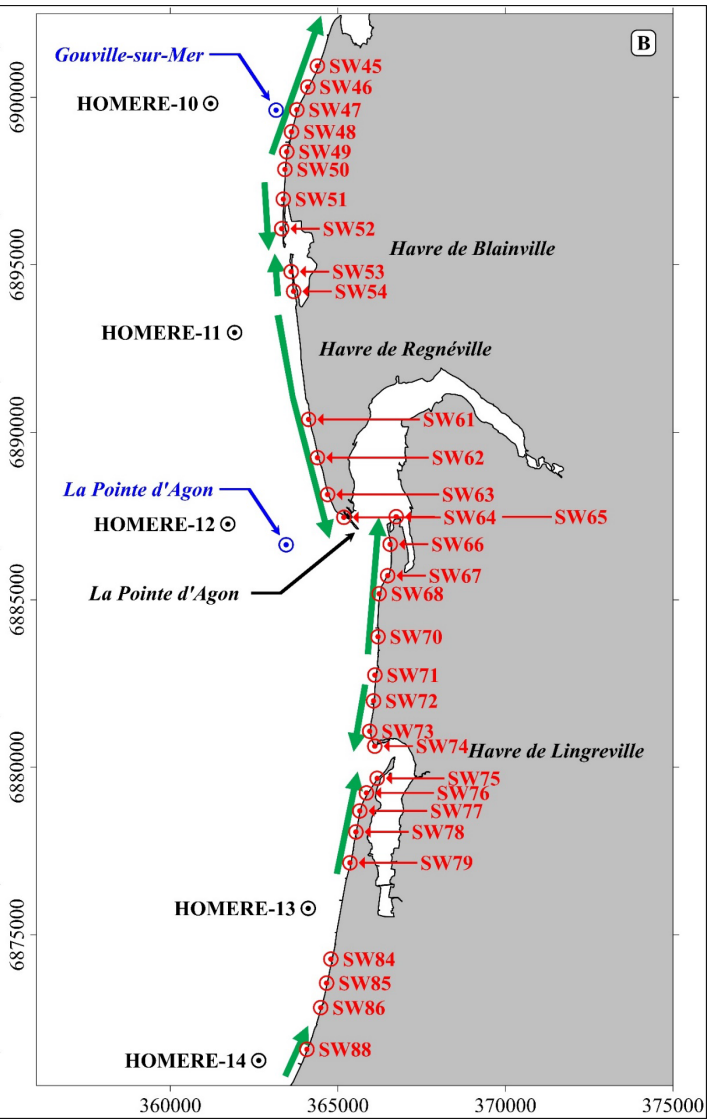 B
Gouville-sur-Mer
SW45
SW46
HOMERE-10
SW47
6900000
SW48
SW49
SW50
SW51
SW52
Havre de Blainville
SW53
6895000
SW54
HOMERE-11
Havre de Regnéville
SW61
6890000
SW62
La Pointe d'Agon
SW63
HOMERE-12
SW64 SW65
SW66
SW67
La Pointe d'Agon
SW68
6885000
SW70
SW71
SW72
SW73
SW74 Havre de Lingreville
6880000
SW75
SW76
SW77
SW78
SW79
HOMERE-13
6875000
SW84
SW85
SW86
SW88
HOMERE-14
360000 365000 370000 375000